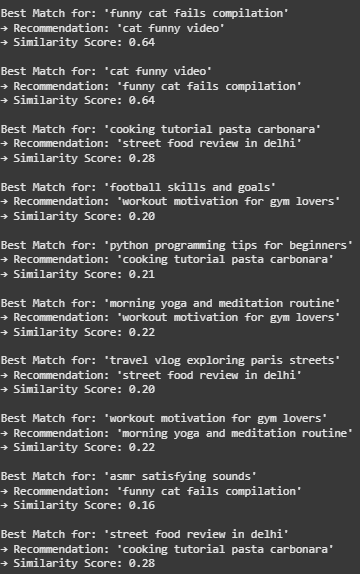 Best Match for: 'funny cat fails compilation'
→ Recommendation: 'cat funny video'
→ Similarity Score: 0.64
Best Match for: 'cat funny video'
→ Recommendation: 'funny cat fails compilation'
→ Similarity Score: 0.64
Best Match for: 'cooking tutorial pasta carbonara'
→ Recommendation: 'street food review in delhi'
→ Similarity Score: 0.28
Best Match for: 'football skills and goals'
→ Recommendation: 'workout motivation for gym lovers'
→ Similarity Score: 0.20
Best Match for: 'python programming tips for beginners'
→ Recommendation: 'cooking tutorial pasta carbonara'
→ Similarity Score: 0.21
Best Match for: 'morning yoga and meditation routine'
→ Recommendation: 'workout motivation for gym lovers'
→ Similarity Score: 0.22
Best Match for: 'travel vlog exploring paris streets'
→ Recommendation: 'street food review in delhi'
→ Similarity Score: 0.20
Best Match for: 'workout motivation for gym lovers'
→ Recommendation: 'morning yoga and meditation routine'
→ Similarity Score: 0.22
Best Match for: 'asmr satisfying sounds'
→ Recommendation: 'funny cat fails compilation'
→ Similarity Score: 0.16
Best Match for: 'street food review in delhi'
→ Recommendation: 'cooking tutorial pasta carbonara'
→ Similarity Score: 0.28